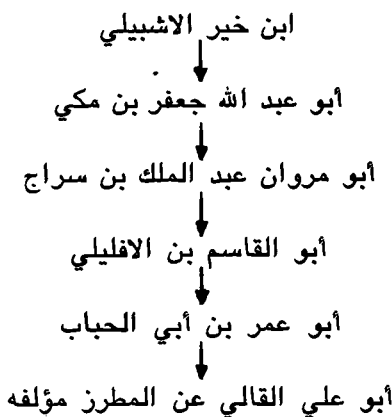 ابن خير الاشبيلي
أبو عبد الله جعفر بن مكي
أبو مروان عبد الملك بن سراج
أبو القاسم بن الافليلي
أبو عمر بن أبي الحباب
أبو علي القالي عن المطرز مؤلفه